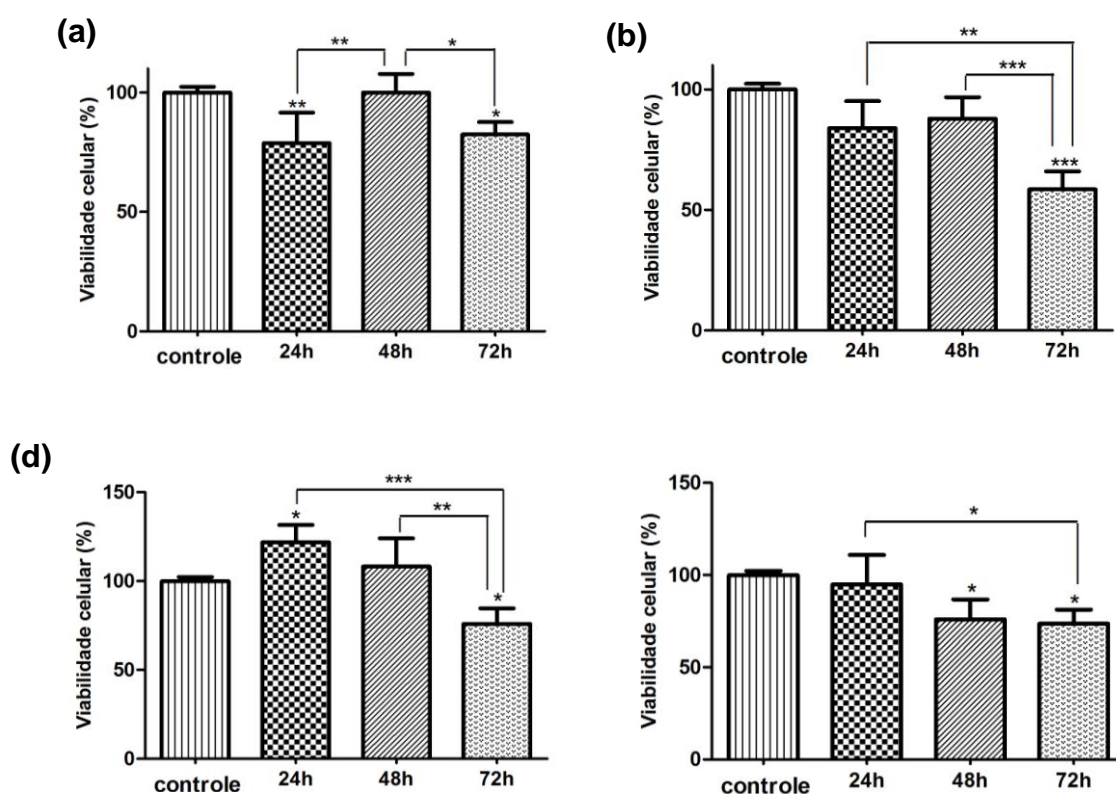 (a)
Viabilidade celular (%)
100
50
0
**
*
**
*
controle 24h 48h 72h
(b)
Viabilidade celular (%)
100
50
0
**
***
***
controle 24h 48h 72h
(d)
Viabilidade celular (%)
150
100
50
0
***
**
*
*
controle 24h 48h 72h
Viabilidade celular (%)
150
100
50
0
*
*
*
controle 24h 48h 72h